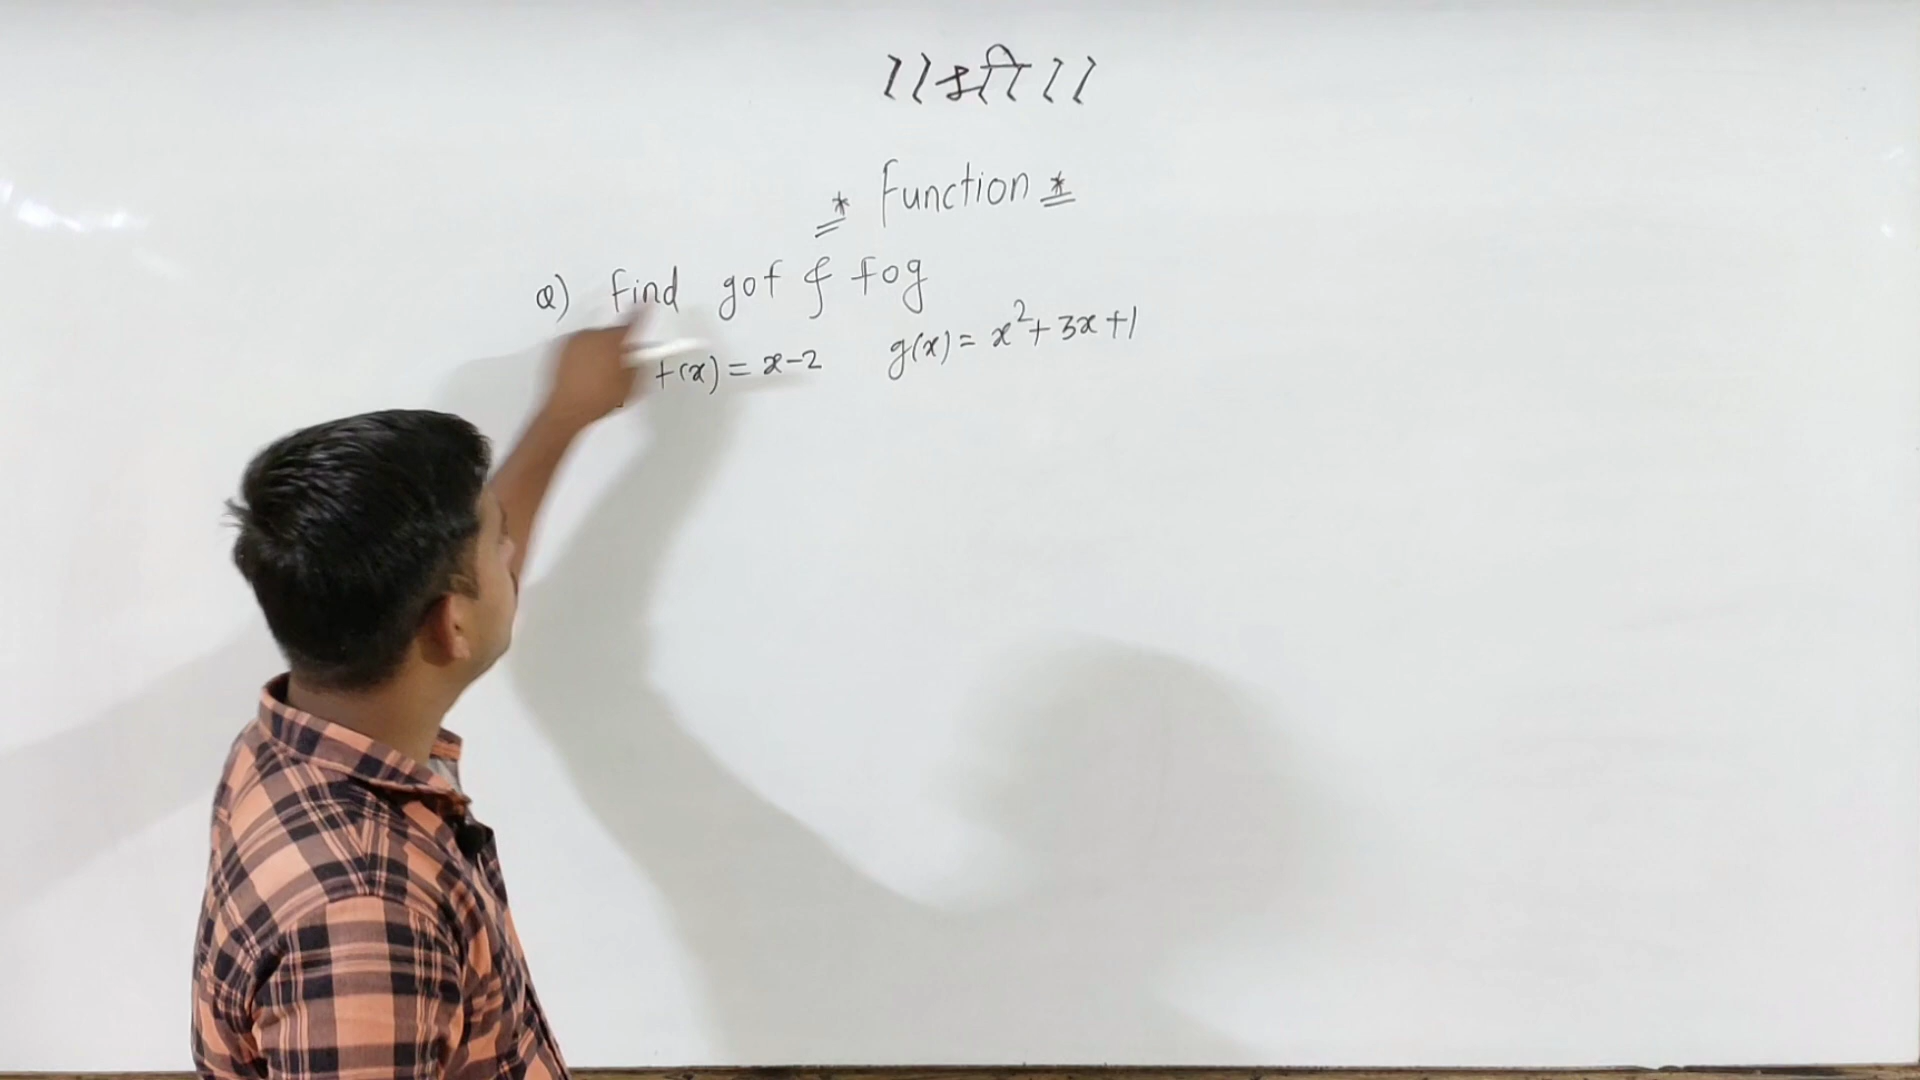 ।।श्री।।
* Function *
Q) find gof & fog
f(x) = x-2 g(x) = x²+3x+1